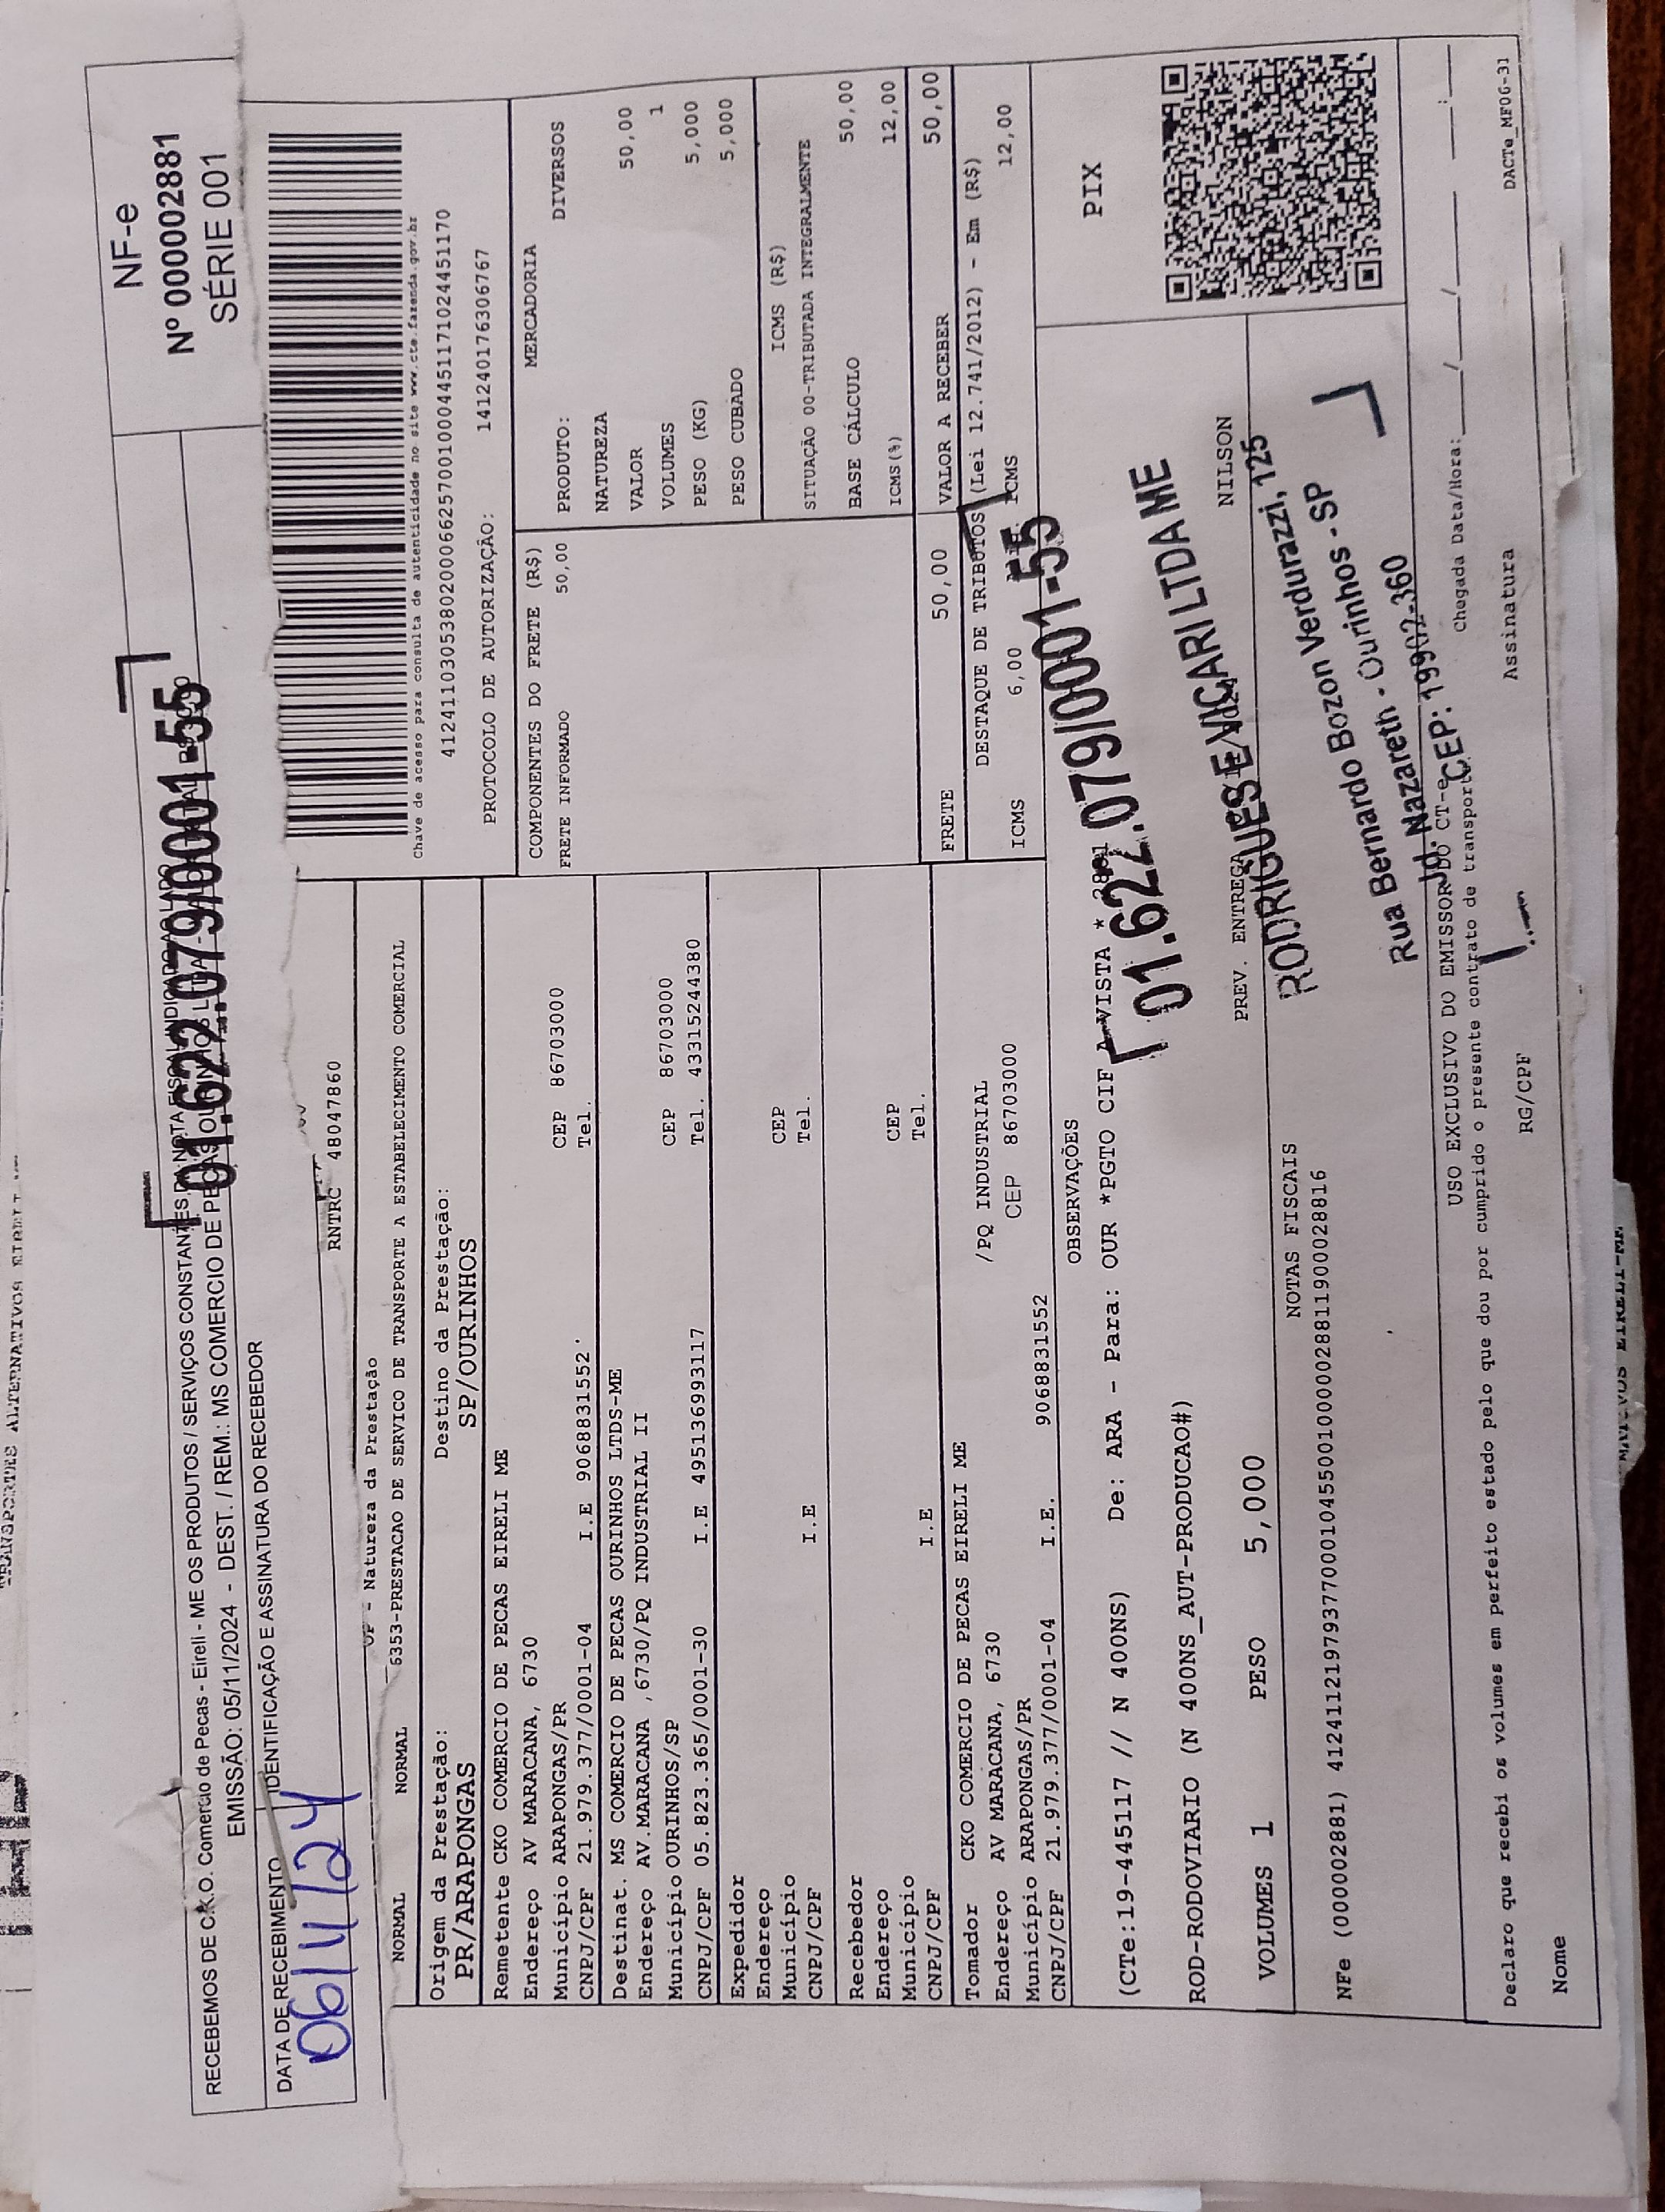 NF-e
Nº 000002881
SÉRIE 001
RECEBEMOS DE C.K.O. Comercio de Pecas - Eireli - ME OS PRODUTOS / SERVIÇOS CONSTANTES DA NOTA FISCAL INDICADO AO LADO
EMISSÃO: 05/11/2024 - DEST. / REM.: MS COMERCIO DE PECAS OURINHOS
01.622.079/0001-55
DATA DE RECEBIMENTO
IDENTIFICAÇÃO E ASSINATURA DO RECEBEDOR
06/11/24
RNTRC 48047860
NORMAL
NORMAL
- Natureza da Prestação
6353-PRESTACAO DE SERVICO DE TRANSPORTE A ESTABELECIMENTO COMERCIAL
Chave de acesso para consulta de autenticidade no site www.cte.fazenda.gov.br
41241103053802000662570010004451171024451170
PROTOCOLO DE AUTORIZAÇÃO: 141240176306767
Origem da Prestação:
PR/ARAPONGAS
Destino da Prestação:
SP/OURINHOS
Remetente CKO COMERCIO DE PECAS EIRELI ME
Endereço AV MARACANA, 6730
Município ARAPONGAS/PR CEP 86703000
CNPJ/CPF 21.979.377/0001-04 I.E 9068831552 Tel.
Destinat. MS COMERCIO DE PECAS OURINHOS LTDS-ME
Endereço AV.MARACANA ,6730/PQ INDUSTRIAL II
Município OURINHOS/SP CEP 86703000
CNPJ/CPF 05.823.365/0001-30 I.E 495136993117 Tel. 433152443​80
Expedidor
Endereço
Município CEP
CNPJ/CPF I.E Tel.
Recebedor
Endereço
Município CEP
CNPJ/CPF I.E Tel.
Tomador CKO COMERCIO DE PECAS EIRELI ME
Endereço AV MARACANA, 6730 /PQ INDUSTRIAL
Município ARAPONGAS/PR CEP 86703000
CNPJ/CPF 21.979.377/0001-04 I.E. 9068831552
COMPONENTES DO FRETE (R$)
FRETE INFORMADO 50,00
MERCADORIA
PRODUTO: DIVERSOS
NATUREZA
VALOR 50,00
VOLUMES 1
PESO (KG) 5,000
PESO CUBADO 5,000
ICMS (R$)
SITUAÇÃO 00-TRIBUTADA INTEGRALMENTE
BASE CÁLCULO 50,00
ICMS(%) 12,00
FRETE 50,00
VALOR A RECEBER 50,00
DESTAQUE DE TRIBUTOS (Lei 12.741/2012) - Em (R$)
ICMS 6,00 ICMS 12,00
OBSERVAÇÕES
(CTe:19-445117 // N 400NS) De: ARA - Para: OUR *PGTO CIF A VISTA * 2881
ROD-RODOVIARIO (N 400NS_AUT-PRODUCAO#)
PIX
01.622.079/0001-55
RODRIGUES E VICARI LTDA ME
Rua Bernardo Bozon Verdurazzi, 125
Jd. Nazareth - Ourinhos - SP
CEP: 19902-360
VOLUMES 1 PESO 5,000 PREV. ENTREGA NILSON
NOTAS FISCAIS
NFe (000002881) 41241121979377000104550010000028811900028816
USO EXCLUSIVO DO EMISSOR DO CT-e
Declaro que recebi os volumes em perfeito estado pelo que dou por cumprido o presente contrato de transporte.
Chegada Data/Hora: ___/___/___ ___:___
Nome RG/CPF Assinatura
DACTe_MF06-31